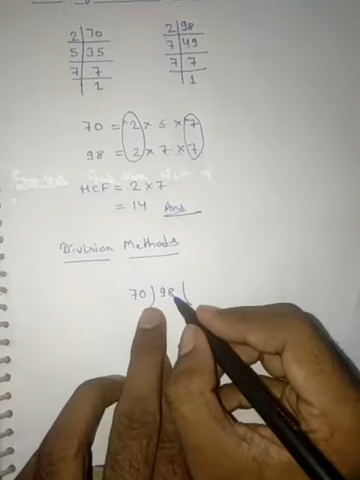 2 | 70
5 | 35
7 | 7
1
2 | 98
7 | 49
7 | 7
1
70 = 2 × 5 × 7
98 = 2 × 7 × 7
HCF = 2 × 7
= 14 Ans
Division Methods
70 ) 98 (